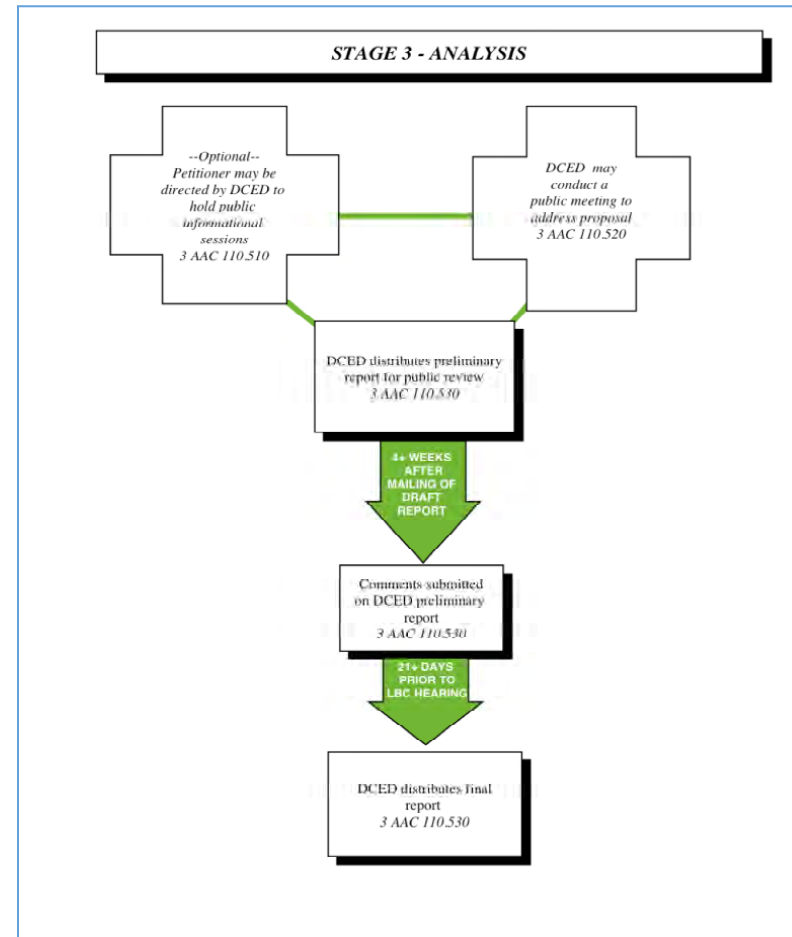 STAGE 3 - ANALYSIS
--Optional--
Petitioner may be
directed by DCED to
hold public
informational
sessions
3 AAC 110.510
DCED may
conduct a
public meeting to
address proposal
3 AAC 110.520
DCED distributes preliminary
report for public review
3 AAC 110.530
4+ WEEKS
AFTER
MAILING OF
DRAFT
REPORT
Comments submitted
on DCED preliminary
report
3 AAC 110.530
21+ DAYS
PRIOR TO
LBC HEARING
DCED distributes final
report
3 AAC 110.530